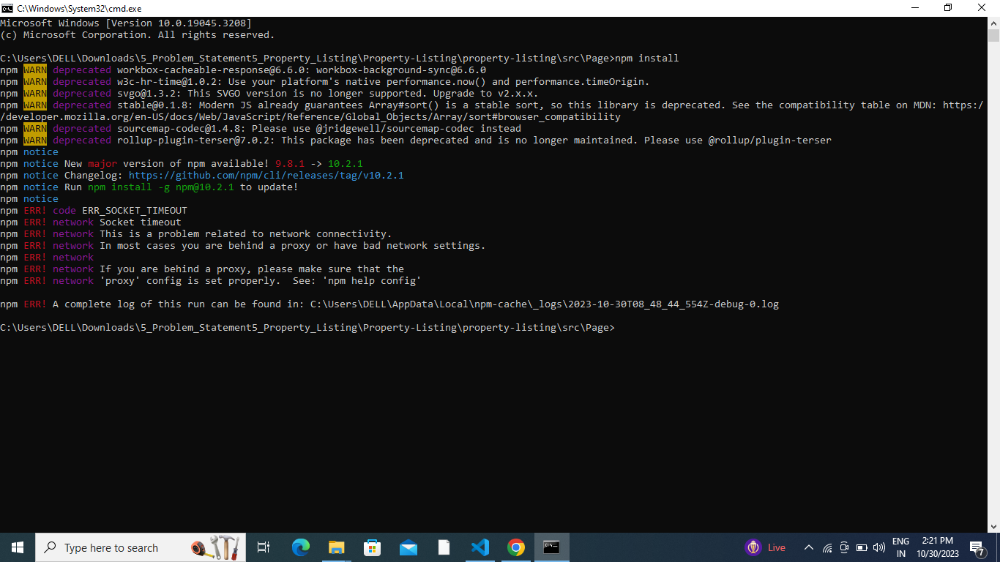 C:\Windows\System32\cmd.exe
Microsoft Windows [Version 10.0.19045.3208]
(c) Microsoft Corporation. All rights reserved.
C:\Users\DELL\Downloads\5_Problem_Statement5_Property_Listing\Property-Listing\property-listing\src\Page>npm install
npm WARN deprecated workbox-cacheable-response@6.6.0: workbox-background-sync@6.6.0
npm WARN deprecated w3c-hr-time@1.0.2: Use your platform's native performance.now() and performance.timeOrigin.
npm WARN deprecated svgo@1.3.2: This SVGO version is no longer supported. Upgrade to v2.x.x.
npm WARN deprecated stable@0.1.8: Modern JS already guarantees Array#sort() is a stable sort, so this library is deprecated. See the compatibility table on MDN: https:/
/developer.mozilla.org/en-US/docs/Web/JavaScript/Reference/Global_Objects/Array/sort#browser_compatibility
npm WARN deprecated sourcemap-codec@1.4.8: Please use @jridgewell/sourcemap-codec instead
npm WARN deprecated rollup-plugin-terser@7.0.2: This package has been deprecated and is no longer maintained. Please use @rollup/plugin-terser
npm notice
npm notice New major version of npm available! 9.8.1 -> 10.2.1
npm notice Changelog: https://github.com/npm/cli/releases/tag/v10.2.1
npm notice Run npm install -g npm@10.2.1 to update!
npm notice
npm ERR! code ERR_SOCKET_TIMEOUT
npm ERR! network Socket timeout
npm ERR! network This is a problem related to network connectivity.
npm ERR! network In most cases you are behind a proxy or have bad network settings.
npm ERR! network
npm ERR! network If you are behind a proxy, please make sure that the
npm ERR! network 'proxy' config is set properly.  See: 'npm help config'
npm ERR! A complete log of this run can be found in: C:\Users\DELL\AppData\Local\npm-cache\_logs\2023-10-30T08_48_44_554Z-debug-0.log
C:\Users\DELL\Downloads\5_Problem_Statement5_Property_Listing\Property-Listing\property-listing\src\Page>
Type here to search
Live
ENG
IN
2:21 PM
10/30/2023
7